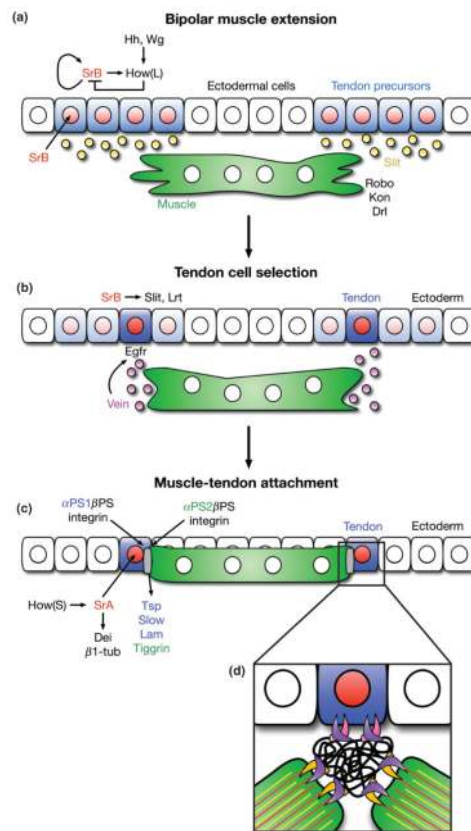 Bipolar muscle extension
(a)
Hh, Wg
SrB
How(L)
Ectodermal cells
Tendon precursors
SrB
Slit
Muscle
Robo
Kon
Drl
Tendon cell selection
(b)
SrB
Slit, Lrt
Tendon
Ectoderm
Egfr
Vein
Muscle-tendon attachment
(c)
αPS1βPS
integrin
αPS2βPS
integrin
Tendon
Ectoderm
How(S)
SrA
Tsp
Slow
Lam
Tiggrin
Dei
β1-tub
(d)